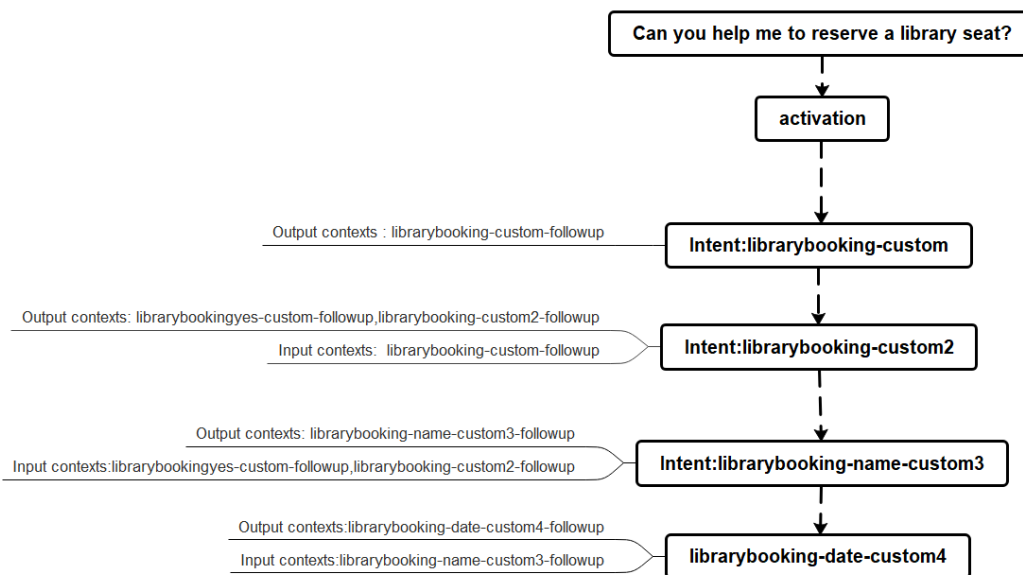 Can you help me to reserve a library seat?
activation
Output contexts : librarybooking-custom-followup
Intent:librarybooking-custom
Output contexts: librarybookingyes-custom-followup,librarybooking-custom2-followup
Input contexts: librarybooking-custom-followup
Intent:librarybooking-custom2
Output contexts: librarybooking-name-custom3-followup
Input contexts:librarybookingyes-custom-followup,librarybooking-custom2-followup
Intent:librarybooking-name-custom3
Output contexts:librarybooking-date-custom4-followup
Input contexts:librarybooking-name-custom3-followup
librarybooking-date-custom4